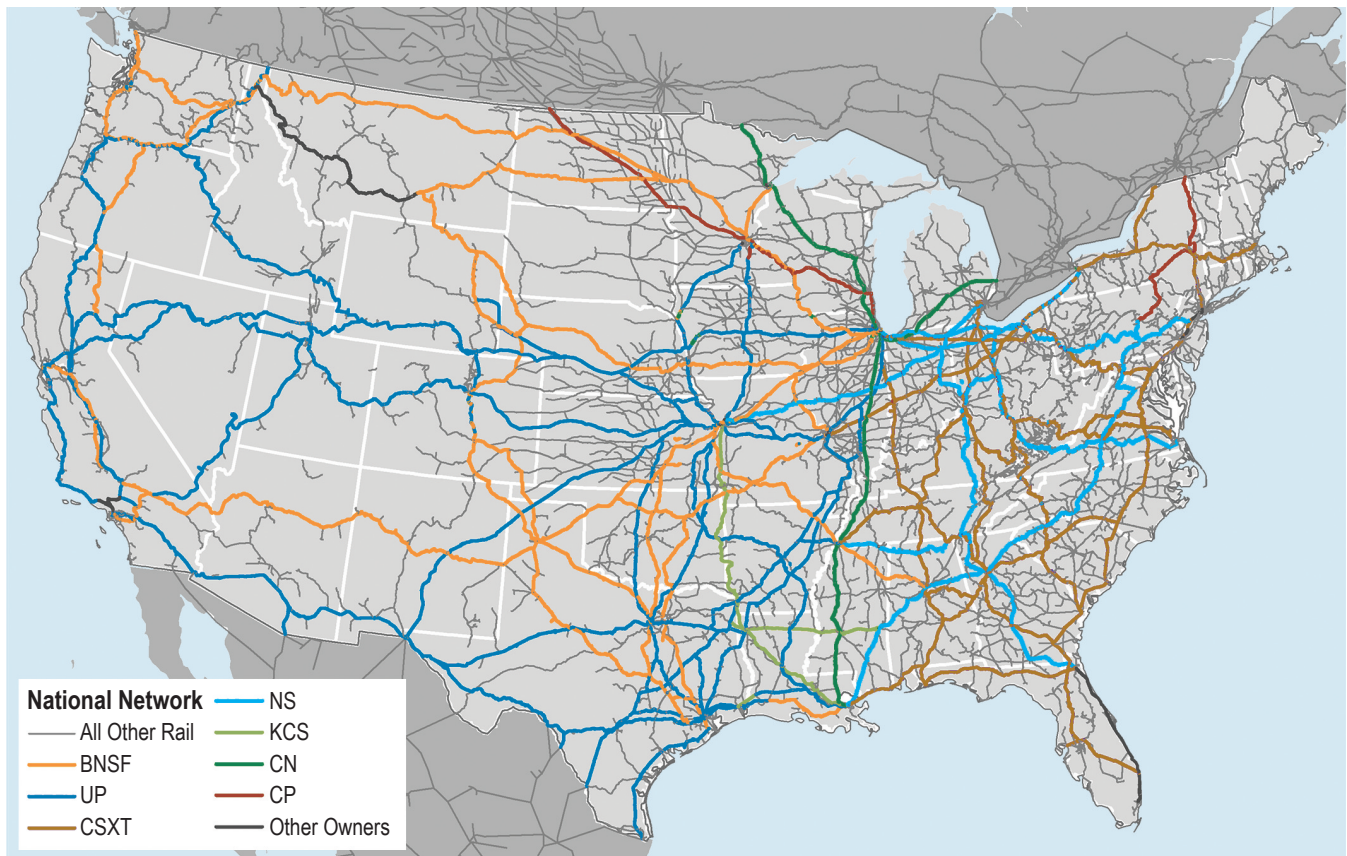 National Network
All Other Rail
BNSF
UP
CSXT
NS
KCS
CN
CP
Other Owners